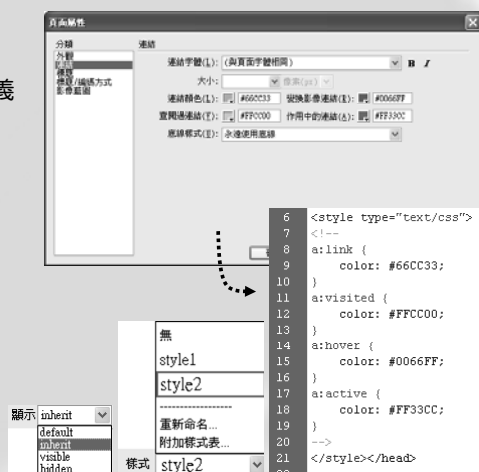 義
頁面屬性
分類
連結
外觀
連結
標題
標題/編碼方式
影像藍圖
連結字體(L): (與頁面字體相同) B I
大小: 像素(px)
連結顏色(L): #66CC33 變換影像連結(R): #0066FF
查閱過連結(V): #FFCC00 作用中的連結(A): #FF33CC
底線樣式(U): 永遠使用底線
6 <style type="text/css">
7 <!--
8 a:link {
9 color: #66CC33;
10 }
11 a:visited {
12 color: #FFCC00;
13 }
14 a:hover {
15 color: #0066FF;
16 }
17 a:active {
18 color: #FF33CC;
19 }
20 -->
21 </style></head>
無
style1
style2
------------------
重新命名...
附加樣式表...
樣式 style2
顯示 inherit
default
inherit
visible
hidden